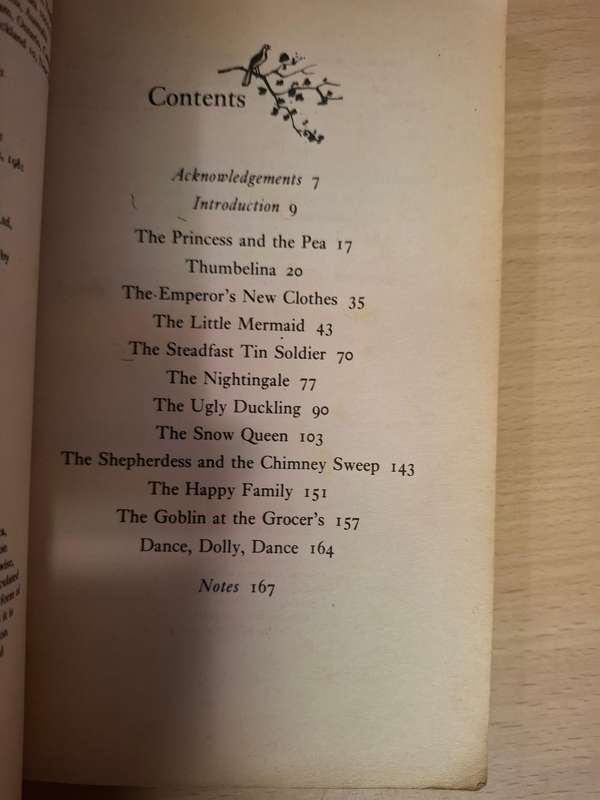 Contents
Acknowledgements 7
Introduction 9
The Princess and the Pea 17
Thumbelina 20
The Emperor's New Clothes 35
The Little Mermaid 43
The Steadfast Tin Soldier 70
The Nightingale 77
The Ugly Duckling 90
The Snow Queen 103
The Shepherdess and the Chimney Sweep 143
The Happy Family 151
The Goblin at the Grocer's 157
Dance, Dolly, Dance 164
Notes 167